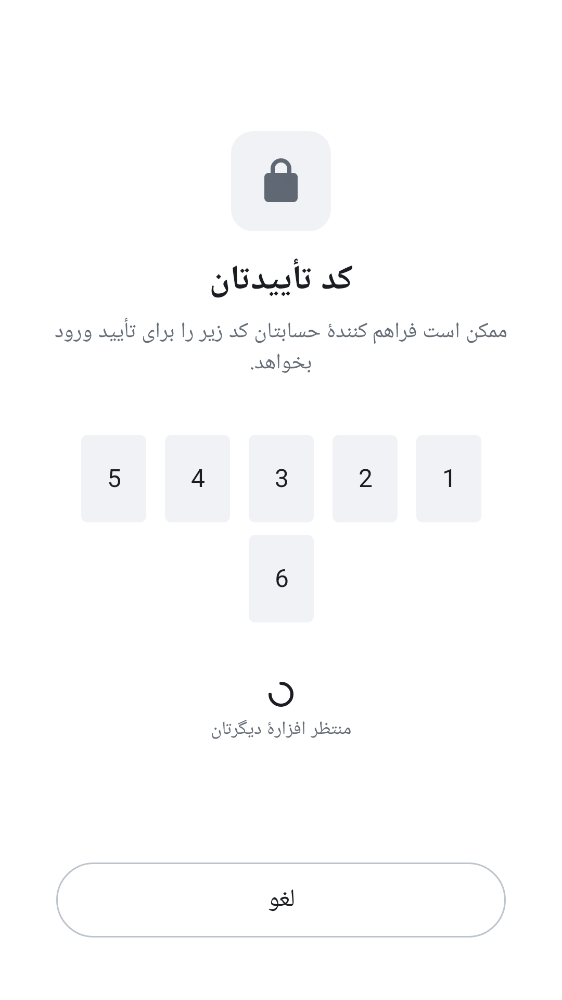 کد تأییدتان
ممکن است فراهم کنندهٔ حسابتان کد زیر را برای تأیید ورود
بخواهد.
1 2 3 4 5
6
منتظر افزارهٔ دیگرتان
لغو